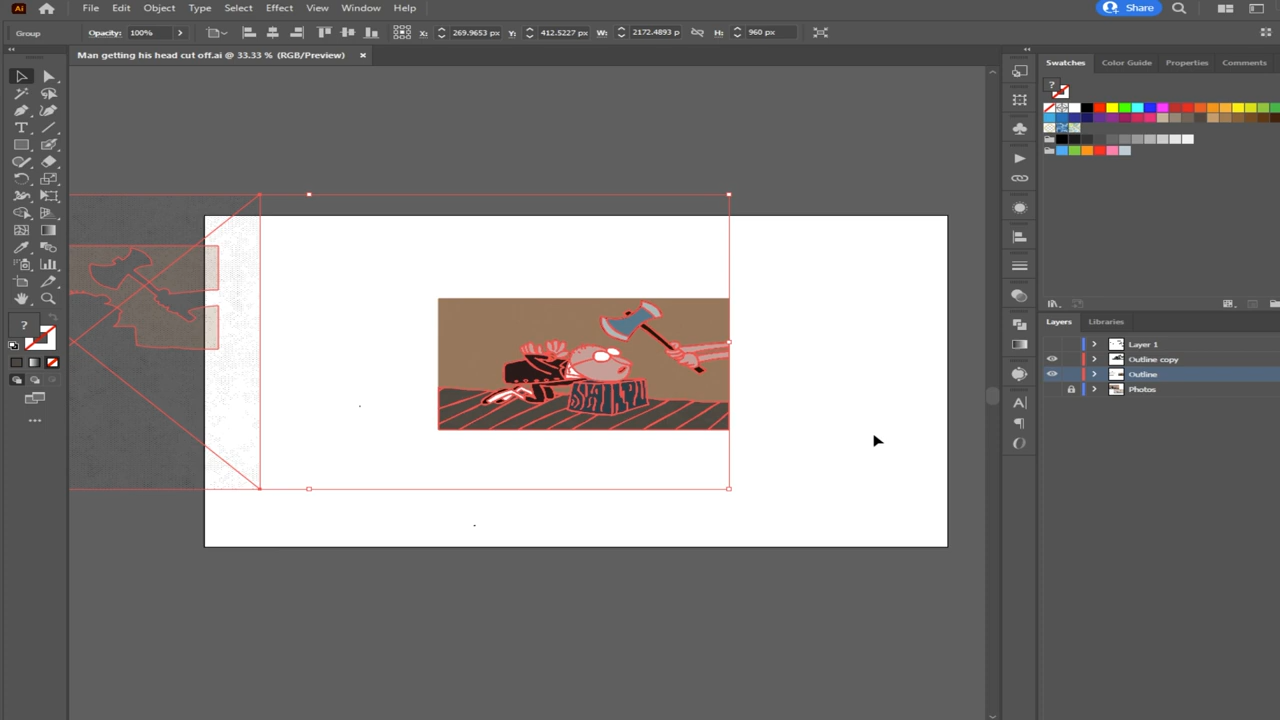 Ai File Edit Object Type Select Effect View Window Help Share
Group Opacity: 100% X: 269.9653 px Y: 412.5227 p W: 2172.4893 p H: 960 px
Man getting his head cut off.ai @ 33.33 % (RGB/Preview) ×
Swatches Color Guide Properties Comments
?
T
?
Layers Libraries
Layer 1
Outline copy
Outline
Photos
A